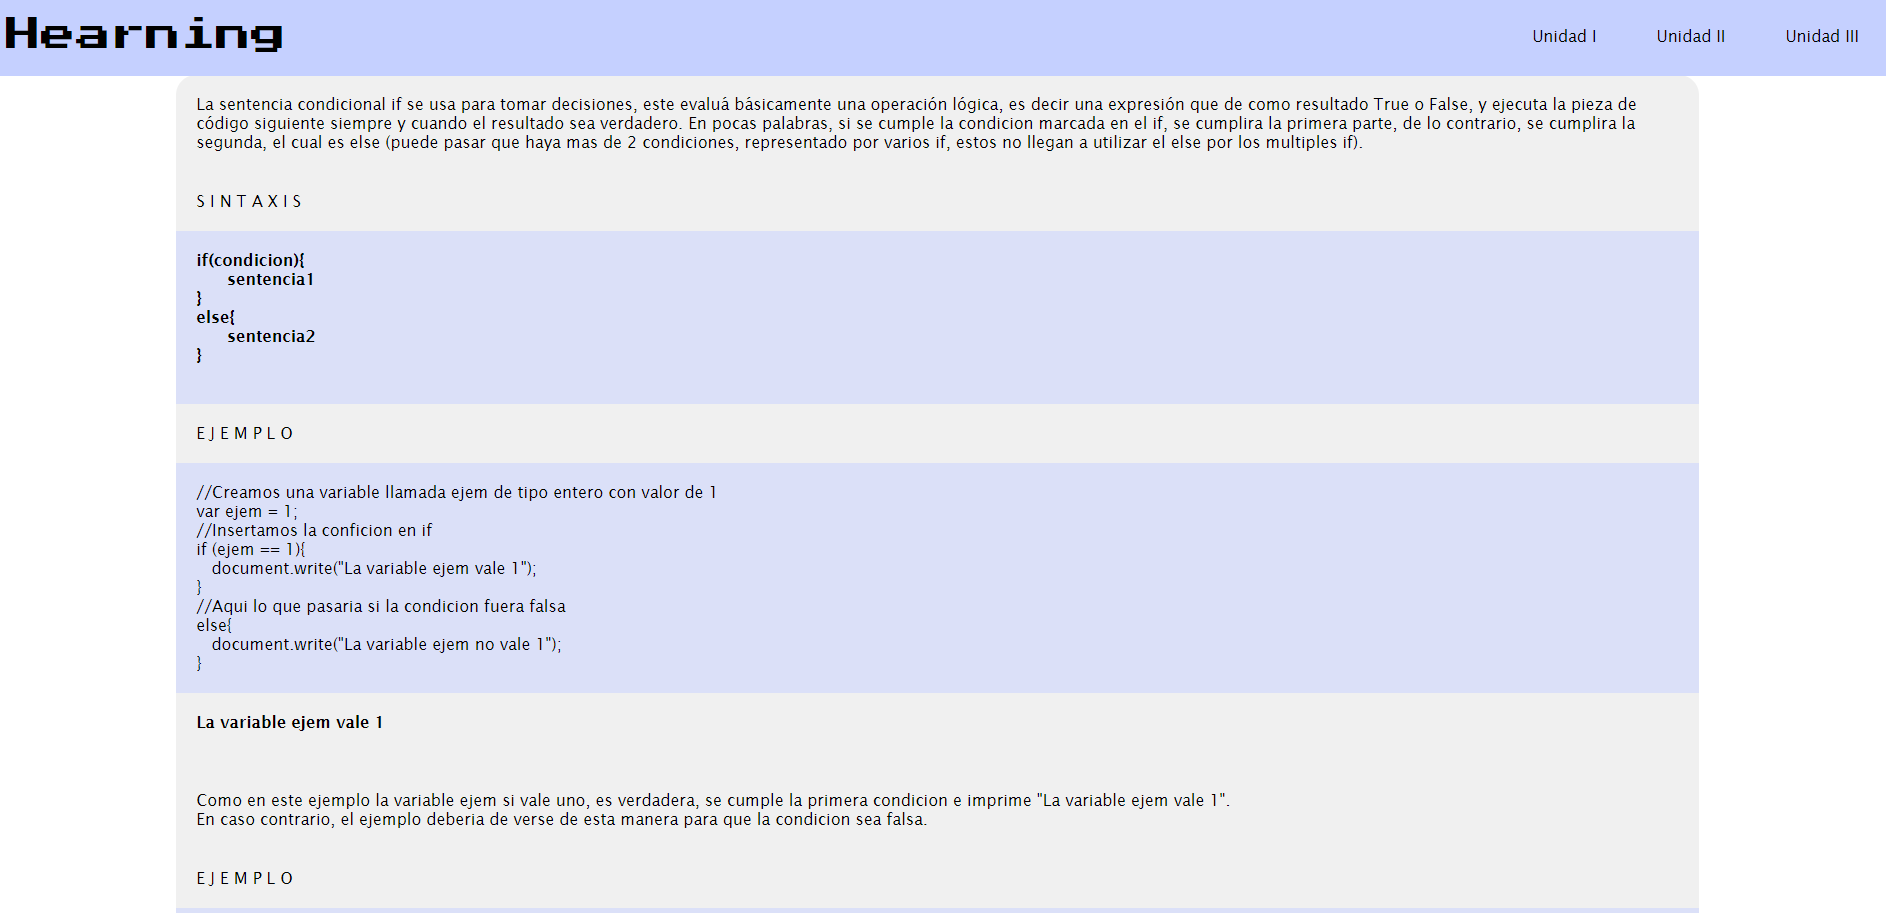 Hearning
Unidad I Unidad II Unidad III
La sentencia condicional if se usa para tomar decisiones, este evaluá básicamente una operación lógica, es decir una expresión que de como resultado True o False, y ejecuta la pieza de
código siguiente siempre y cuando el resultado sea verdadero. En pocas palabras, si se cumple la condicion marcada en el if, se cumplira la primera parte, de lo contrario, se cumplira la
segunda, el cual es else (puede pasar que haya mas de 2 condiciones, representado por varios if, estos no llegan a utilizar el else por los multiples if).
S I N T A X I S
if(condicion){
sentencia1
}
else{
sentencia2
}
E J E M P L O
//Creamos una variable llamada ejem de tipo entero con valor de 1
var ejem = 1;
//Insertamos la conficion en if
if (ejem == 1){
document.write("La variable ejem vale 1");
}
//Aqui lo que pasaria si la condicion fuera falsa
else{
document.write("La variable ejem no vale 1");
}
La variable ejem vale 1
Como en este ejemplo la variable ejem si vale uno, es verdadera, se cumple la primera condicion e imprime "La variable ejem vale 1".
En caso contrario, el ejemplo deberia de verse de esta manera para que la condicion sea falsa.
E J E M P L O